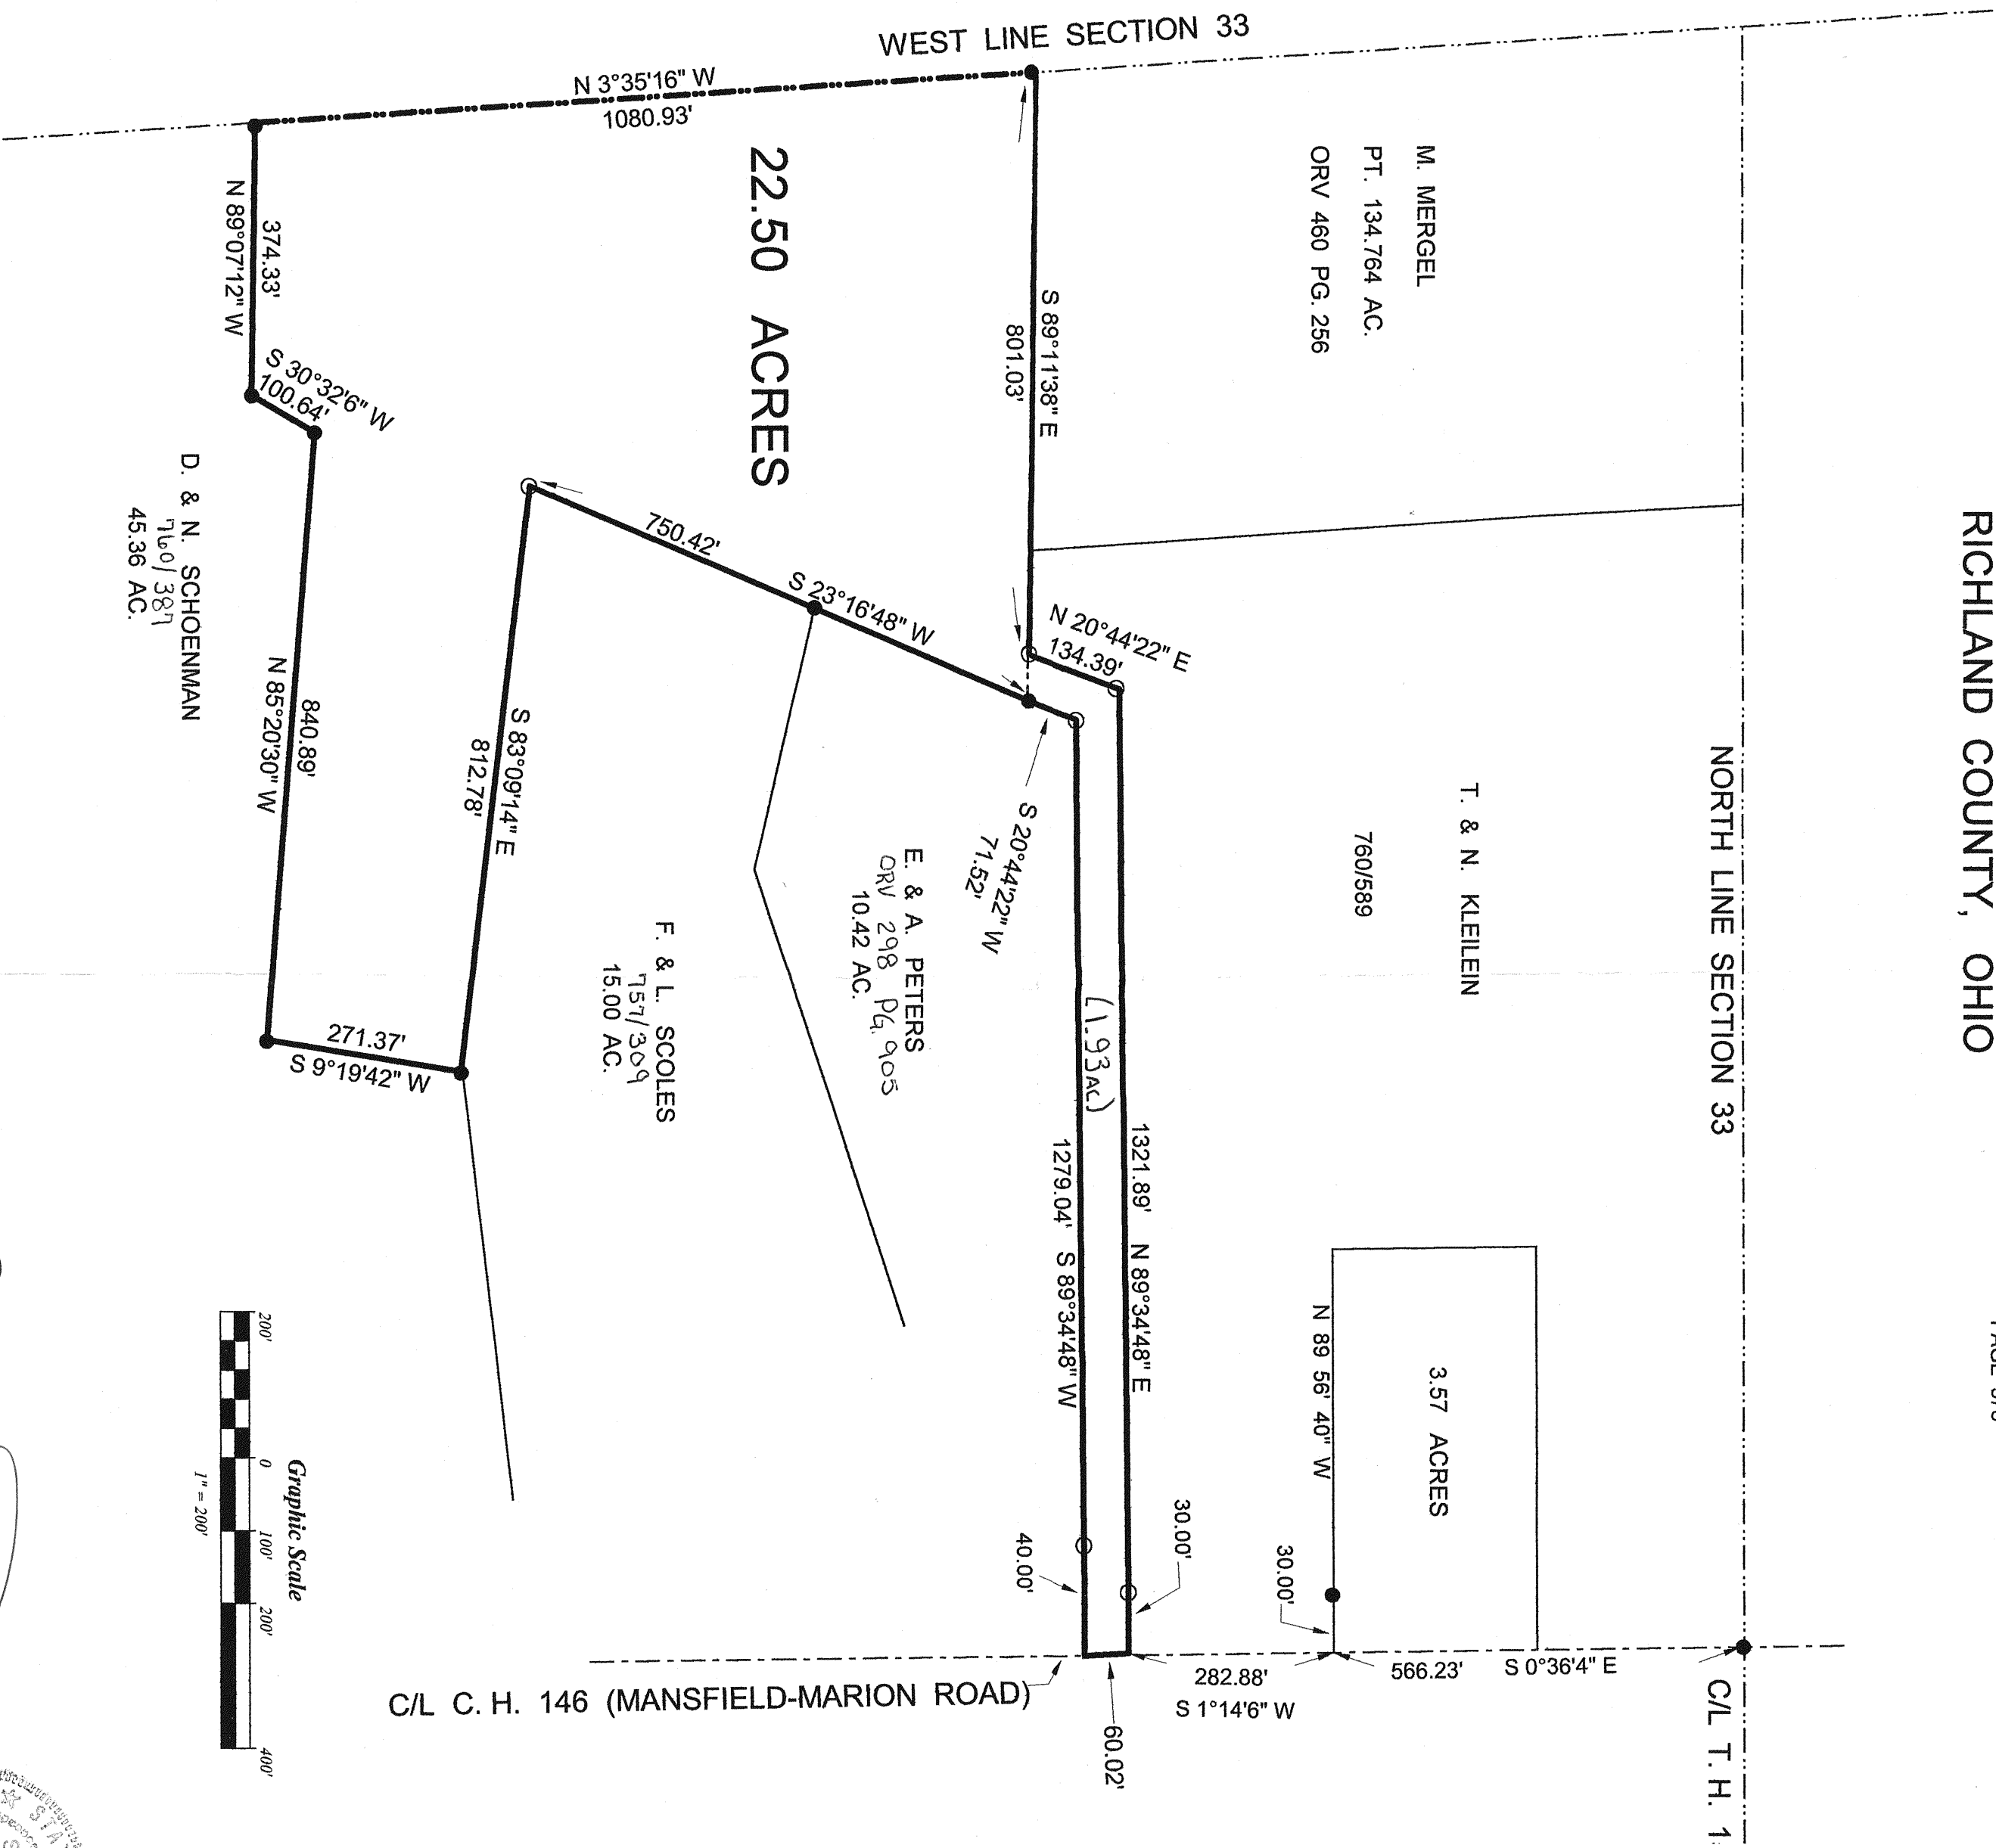 WEST LINE SECTION 33
N 3°35'16" W
1080.93'
22.50 ACRES
M. MERGEL
PT. 134.764 AC.
ORV 460 PG. 256
S 89°11'38" E
801.03'
374.33'
N 89°07'12" W
S 30°32'6" W
100.64'
D. & N. SCHOENMAN
760/387
45.36 AC.
840.89'
N 85°20'30" W
750.42'
S 23°16'48" W
N 20°44'22" E
134.39'
S 20°44'22" W
71.52'
S 83°09'14" E
812.78'
271.37'
S 9°19'42" W
F. & L. SCOLES
757/309
15.00 AC.
E. & A. PETERS
ORV 298 PG. 905
10.42 AC.
(1.93 AC)
1321.89' N 89°34'48" E
1279.04' S 89°34'48" W
T. & N. KLEILEIN
760/589
NORTH LINE SECTION 33
RICHLAND COUNTY, OHIO
3.57 ACRES
N 89 56' 40" W
30.00'
30.00'
40.00'
60.02'
282.88'
S 1°14'6" W
566.23'
S 0°36'4" E
C/L C. H. 146 (MANSFIELD-MARION ROAD)
C/L T. H. 1
Graphic Scale
200' 0 100' 200' 400'
1" = 200'
STA